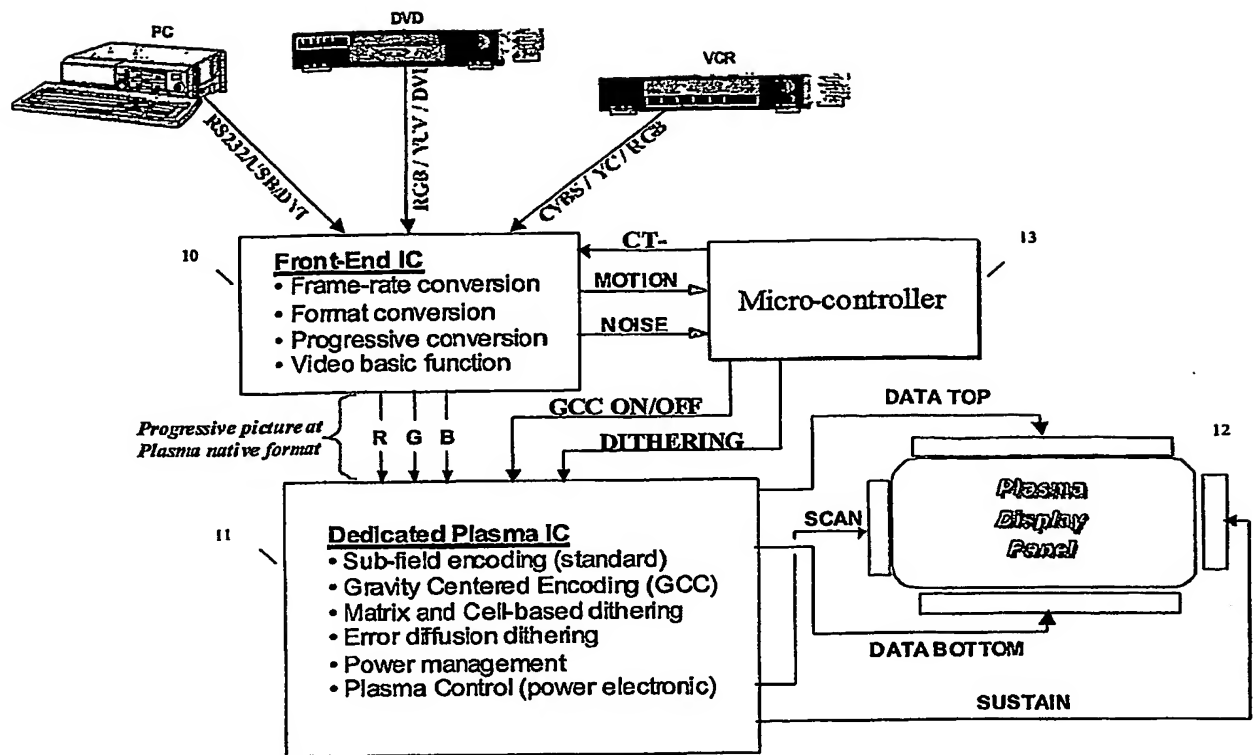 PC
DVD
VCR
RS232/USB/DVI
RGB / YUV / DVI
CVBS / YC / RGB
10
Front-End IC
• Frame-rate conversion
• Format conversion
• Progressive conversion
• Video basic function
CT-
MOTION
NOISE
13
Micro-controller
Progressive picture at
Plasma native format
R G B
GCC ON/OFF
DITHERING
DATA TOP
12
Plasma
Display
Panel
SCAN
11
Dedicated Plasma IC
• Sub-field encoding (standard)
• Gravity Centered Encoding (GCC)
• Matrix and Cell-based dithering
• Error diffusion dithering
• Power management
• Plasma Control (power electronic)
DATA BOTTOM
SUSTAIN